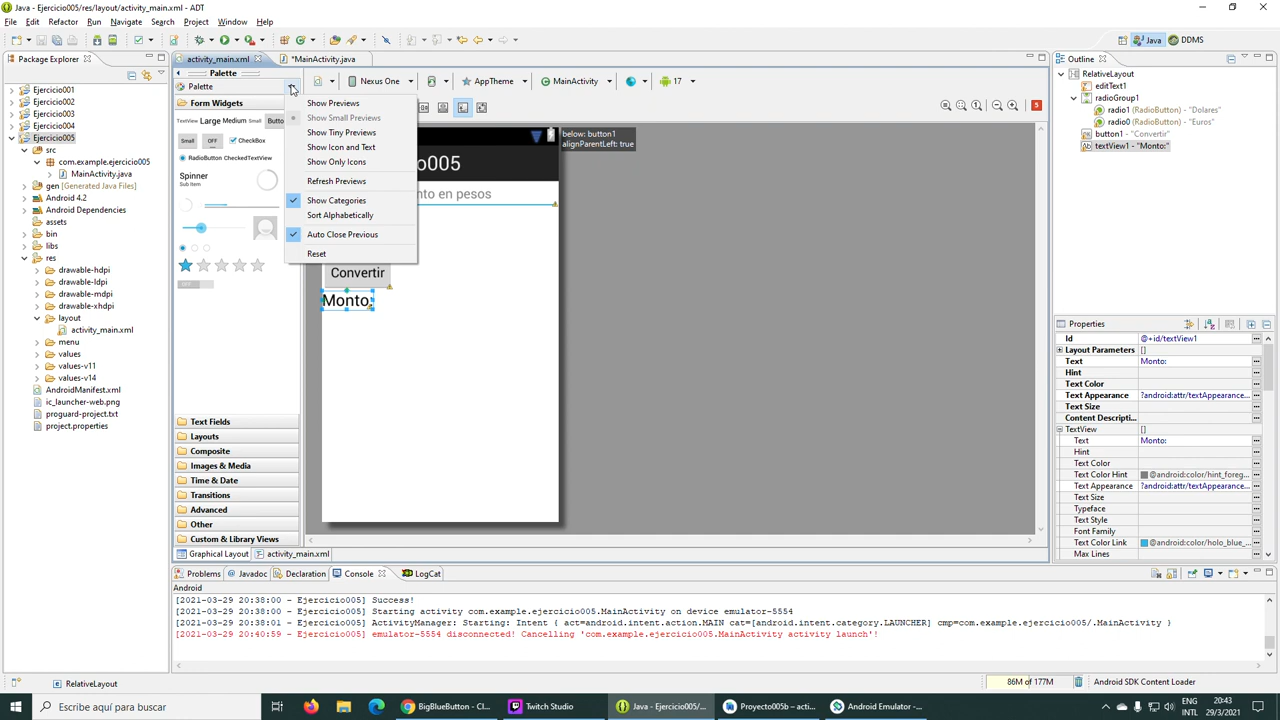 Java - Ejercicio005/res/layout/activity_main.xml - ADT
File Edit Refactor Run Navigate Search Project Window Help
Java DDMS
Package Explorer
Ejercicio001
Ejercicio002
Ejercicio003
Ejercicio004
Ejercicio005
src
com.example.ejercicio005
MainActivity.java
gen [Generated Java Files]
Android 4.2
Android Dependencies
assets
bin
libs
res
drawable-hdpi
drawable-ldpi
drawable-mdpi
drawable-xhdpi
layout
activity_main.xml
menu
values
values-v11
values-v14
AndroidManifest.xml
ic_launcher-web.png
proguard-project.txt
project.properties
activity_main.xml *MainActivity.java
Palette
Palette
Form Widgets
TextView Large Medium Small Butto
Small OFF CheckBox
RadioButton CheckedTextView
Spinner
Sub Item
OFF
Text Fields
Layouts
Composite
Images & Media
Time & Date
Transitions
Advanced
Other
Custom & Library Views
Show Previews
Show Small Previews
Show Tiny Previews
Show Icon and Text
Show Only Icons
Refresh Previews
Show Categories
Sort Alphabetically
Auto Close Previous
Reset
Nexus One AppTheme MainActivity 17
5
below: button1
alignParentLeft: true
o005
nto en pesos
Convertir
Monto:
Graphical Layout activity_main.xml
Outline
RelativeLayout
editText1
radioGroup1
radio1 (RadioButton) - "Dolares"
radio0 (RadioButton) - "Euros"
button1 - "Convertir"
textView1 - "Monto:"
Properties
Id @+id/textView1
Layout Parameters []
Text Monto:
Hint
Text Color
Text Appearance ?android:attr/textAppearance...
Text Size
Content Descripti...
TextView []
Text Monto:
Hint
Text Color
Text Color Hint @android:color/hint_foreg...
Text Appearance ?android:attr/textAppearance...
Text Size
Typeface
Text Style
Font Family
Text Color Link @android:color/holo_blue_...
Max Lines
Problems Javadoc Declaration Console LogCat
Android
[2021-03-29 20:38:00 - Ejercicio005] Success!
[2021-03-29 20:38:00 - Ejercicio005] Starting activity com.example.ejercicio005.MainActivity on device emulator-5554
[2021-03-29 20:38:01 - Ejercicio005] ActivityManager: Starting: Intent { act=android.intent.action.MAIN cat=[android.intent.category.LAUNCHER] cmp=com.example.ejercicio005/.MainActivity }
[2021-03-29 20:40:59 - Ejercicio005] emulator-5554 disconnected! Cancelling 'com.example.ejercicio005.MainActivity activity launch'!
RelativeLayout
86M of 177M
Android SDK Content Loader
Escribe aquí para buscar
BigBlueButton - Cl...
Twitch Studio
Java - Ejercicio005/...
Proyecto005b – acti...
Android Emulator - ...
INTL
ENG
20:43
29/3/2021